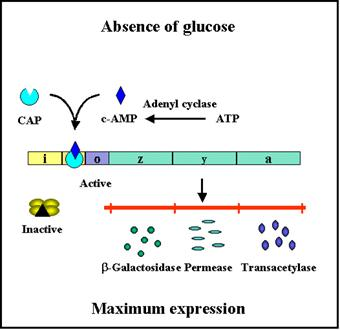 Absence of glucose
Adenyl cyclase
CAP
c-AMP
ATP
i o z y a
Active
Inactive
β-Galactosidase Permease Transacetylase
Maximum expression